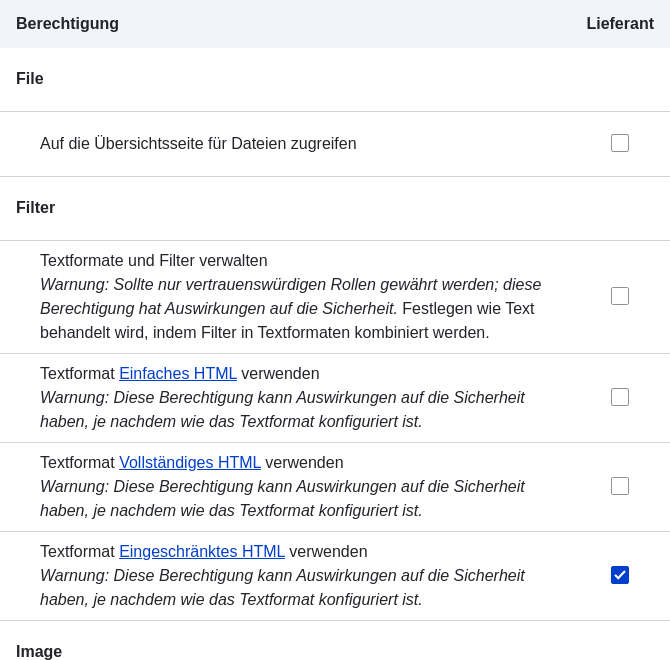 Berechtigung Lieferant
File
Auf die Übersichtsseite für Dateien zugreifen
Filter
Textformate und Filter verwalten
Warnung: Sollte nur vertrauenswürdigen Rollen gewährt werden; diese
Berechtigung hat Auswirkungen auf die Sicherheit. Festlegen wie Text
behandelt wird, indem Filter in Textformaten kombiniert werden.
Textformat Einfaches HTML verwenden
Warnung: Diese Berechtigung kann Auswirkungen auf die Sicherheit
haben, je nachdem wie das Textformat konfiguriert ist.
Textformat Vollständiges HTML verwenden
Warnung: Diese Berechtigung kann Auswirkungen auf die Sicherheit
haben, je nachdem wie das Textformat konfiguriert ist.
Textformat Eingeschränktes HTML verwenden
Warnung: Diese Berechtigung kann Auswirkungen auf die Sicherheit
haben, je nachdem wie das Textformat konfiguriert ist.
Image